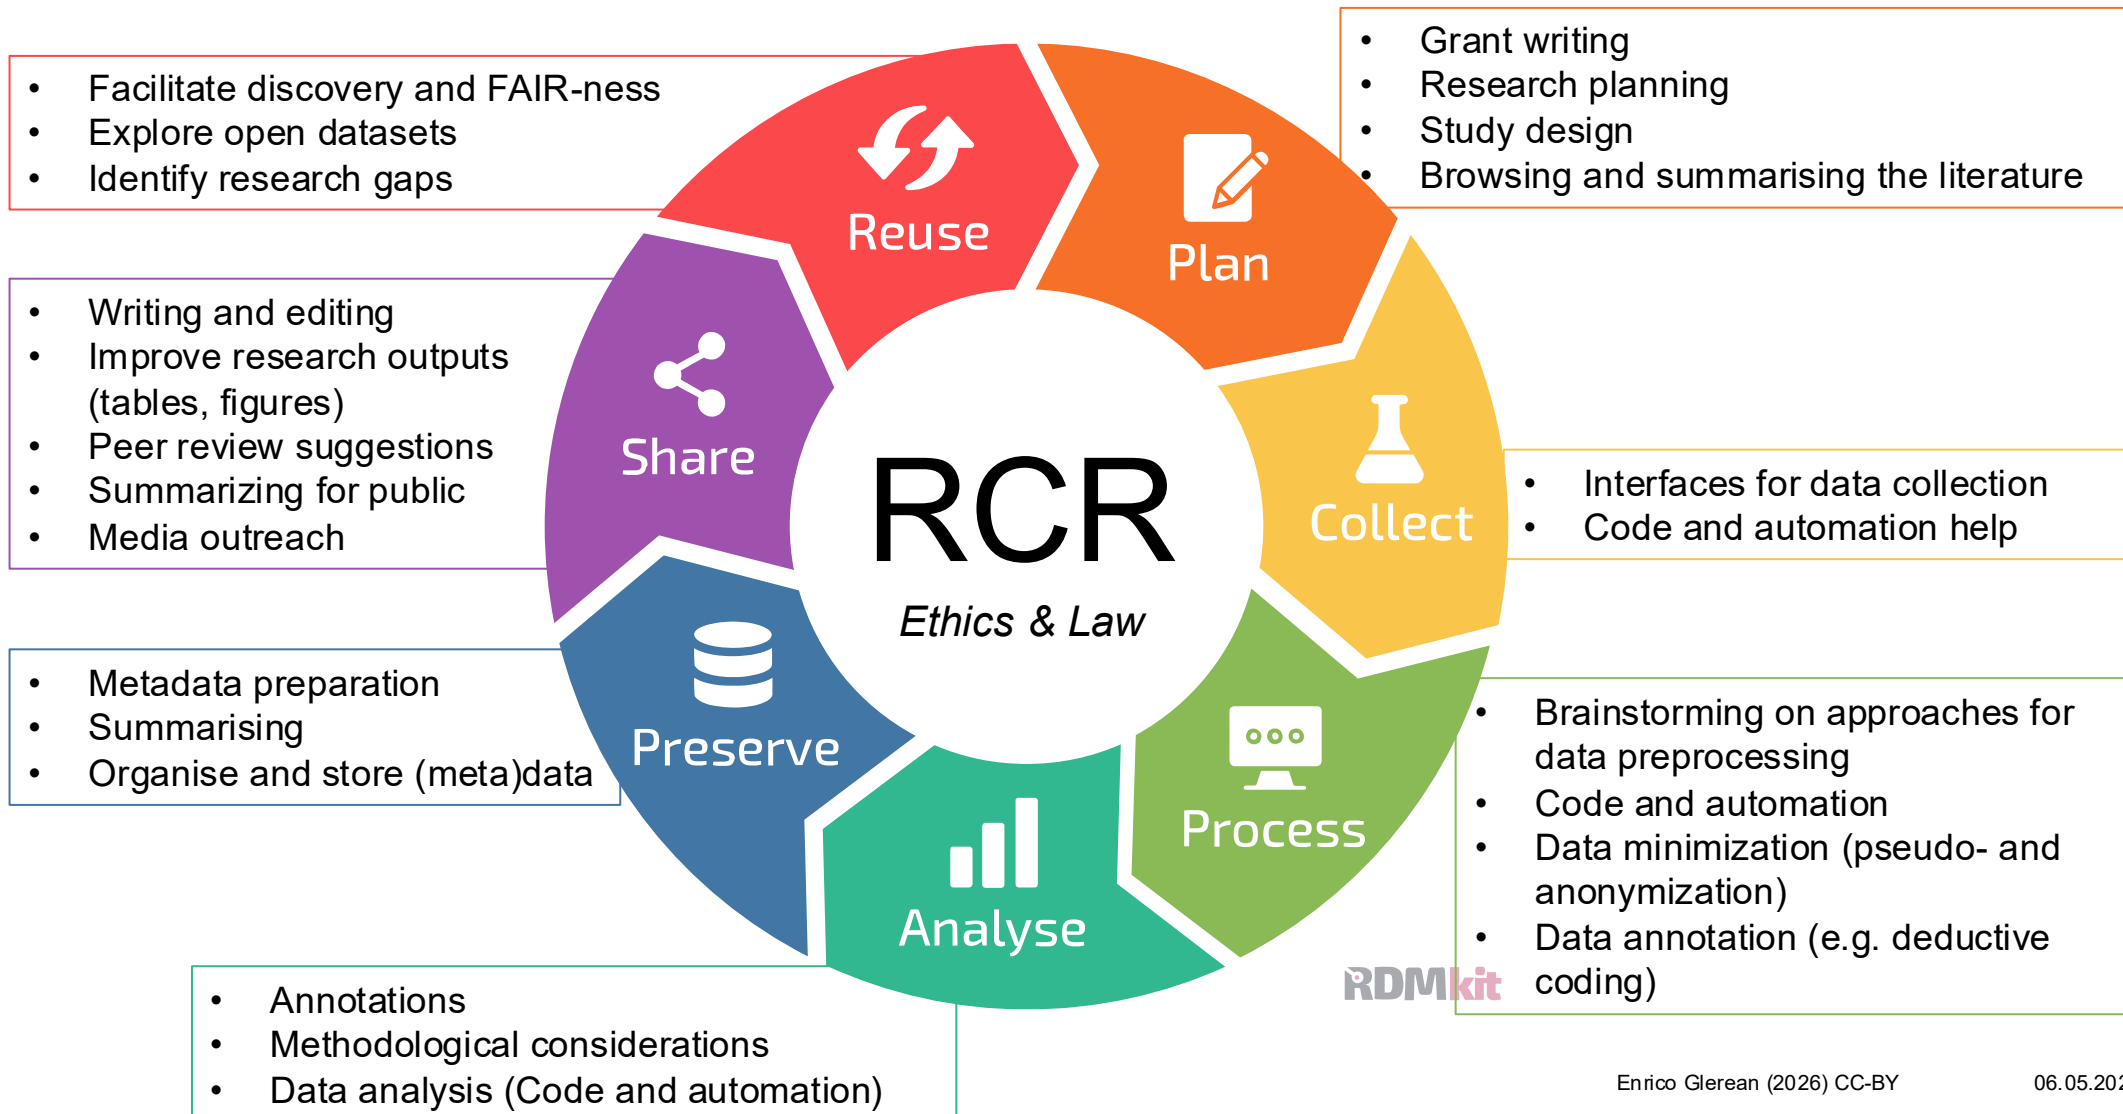 • Facilitate discovery and FAIR-ness
• Explore open datasets
• Identify research gaps
Reuse
• Grant writing
• Research planning
• Study design
• Browsing and summarising the literature
Plan
• Writing and editing
• Improve research outputs
(tables, figures)
• Peer review suggestions
• Summarizing for public
• Media outreach
Share
RCR
Ethics & Law
Collect
• Interfaces for data collection
• Code and automation help
• Metadata preparation
• Summarising
• Organise and store (meta)data
Preserve
Process
• Brainstorming on approaches for
data preprocessing
• Code and automation
• Data minimization (pseudo- and
anonymization)
• Data annotation (e.g. deductive
coding)
Analyse
RDMkit
• Annotations
• Methodological considerations
• Data analysis (Code and automation)
Enrico Glerean (2026) CC-BY
06.05.202